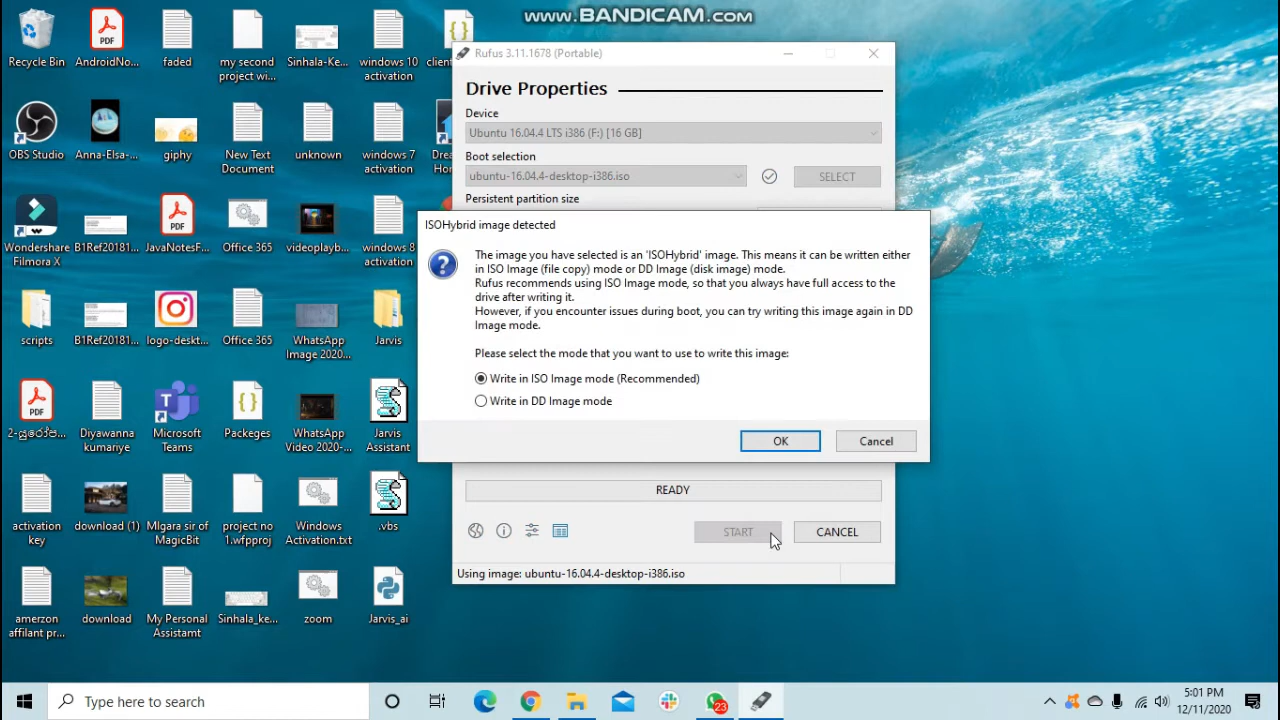 www.BANDICAM.com
Recycle Bin
AndroidNo...
faded
my second
project wi...
Sinhala-Ke...
windows 10
activation
client
OBS Studio
Anna-Elsa-...
giphy
New Text
Document
unknown
windows 7
activation
Drea
Hom
Wondershare
Filmora X
B1Ref20181...
PDF
JavaNotesF...
Office 365
videoplayb...
windows 8
activation
scripts
B1Ref20181...
logo-deskt...
Office 365
WhatsApp
Image 2020...
Jarvis
PDF
2-යුරෝප...
Diyawanna
kumariye
Microsoft
Teams
Packeges
WhatsApp
Video 2020-...
Jarvis
Assistant
activation
key
download (1)
MIgara sir of
MagicBit
project no
1.wfpproj
Windows
Activation.txt
.vbs
amerzon
affilant pr...
download
My Personal
Assistamt
Sinhala_ke...
zoom
Jarvis_ai
PDF
Rufus 3.11.1678 (Portable)
Drive Properties
Device
Ubuntu 16.04.4 LTS i386 (F:) [16 GB]
Boot selection
ubuntu-16.04.4-desktop-i386.iso
SELECT
Persistent partition size
ISOHybrid image detected
The image you have selected is an 'ISOHybrid' image. This means it can be written either
in ISO Image (file copy) mode or DD Image (disk image) mode.
Rufus recommends using ISO Image mode, so that you always have full access to the
drive after writing it.
However, if you encounter issues during boot, you can try writing this image again in DD
Image mode.
Please select the mode that you want to use to write this image:
Write in ISO Image mode (Recommended)
Write in DD Image mode
OK
Cancel
READY
START
CANCEL
Using image: ubuntu-16.04.4-desktop-i386.iso
Type here to search
23
5:01 PM
12/11/2020